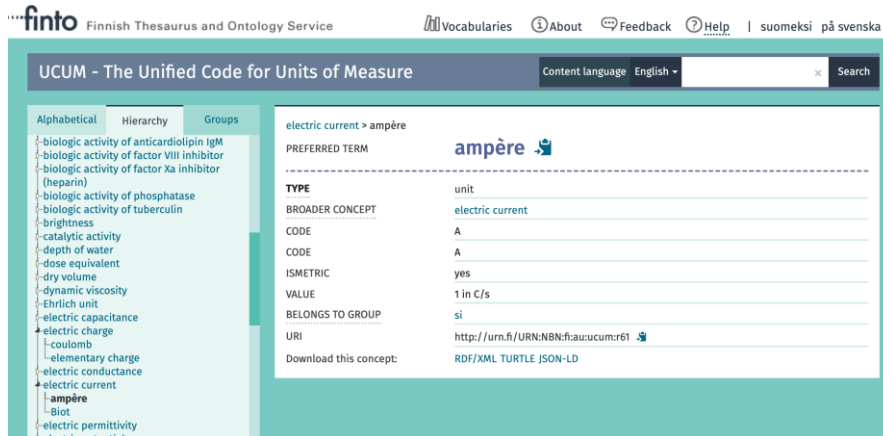 finto Finnish Thesaurus and Ontology Service Vocabularies About Feedback Help | suomeksi på svenska
UCUM - The Unified Code for Units of Measure Content language English Search
Alphabetical Hierarchy Groups
biologic activity of anticardiolipin IgM
biologic activity of factor VIII inhibitor
biologic activity of factor Xa inhibitor
(heparin)
biologic activity of phosphatase
biologic activity of tuberculin
brightness
catalytic activity
depth of water
dose equivalent
dry volume
dynamic viscosity
Ehrlich unit
electric capacitance
electric charge
coulomb
elementary charge
electric conductance
electric current
ampère
Biot
electric permittivity
electric current > ampère
PREFERRED TERM ampère
TYPE unit
BROADER CONCEPT electric current
CODE A
CODE A
ISMETRIC yes
VALUE 1 in C/s
BELONGS TO GROUP si
URI http://urn.fi/URN:NBN:fi:au:ucum:r61
Download this concept: RDF/XML TURTLE JSON-LD